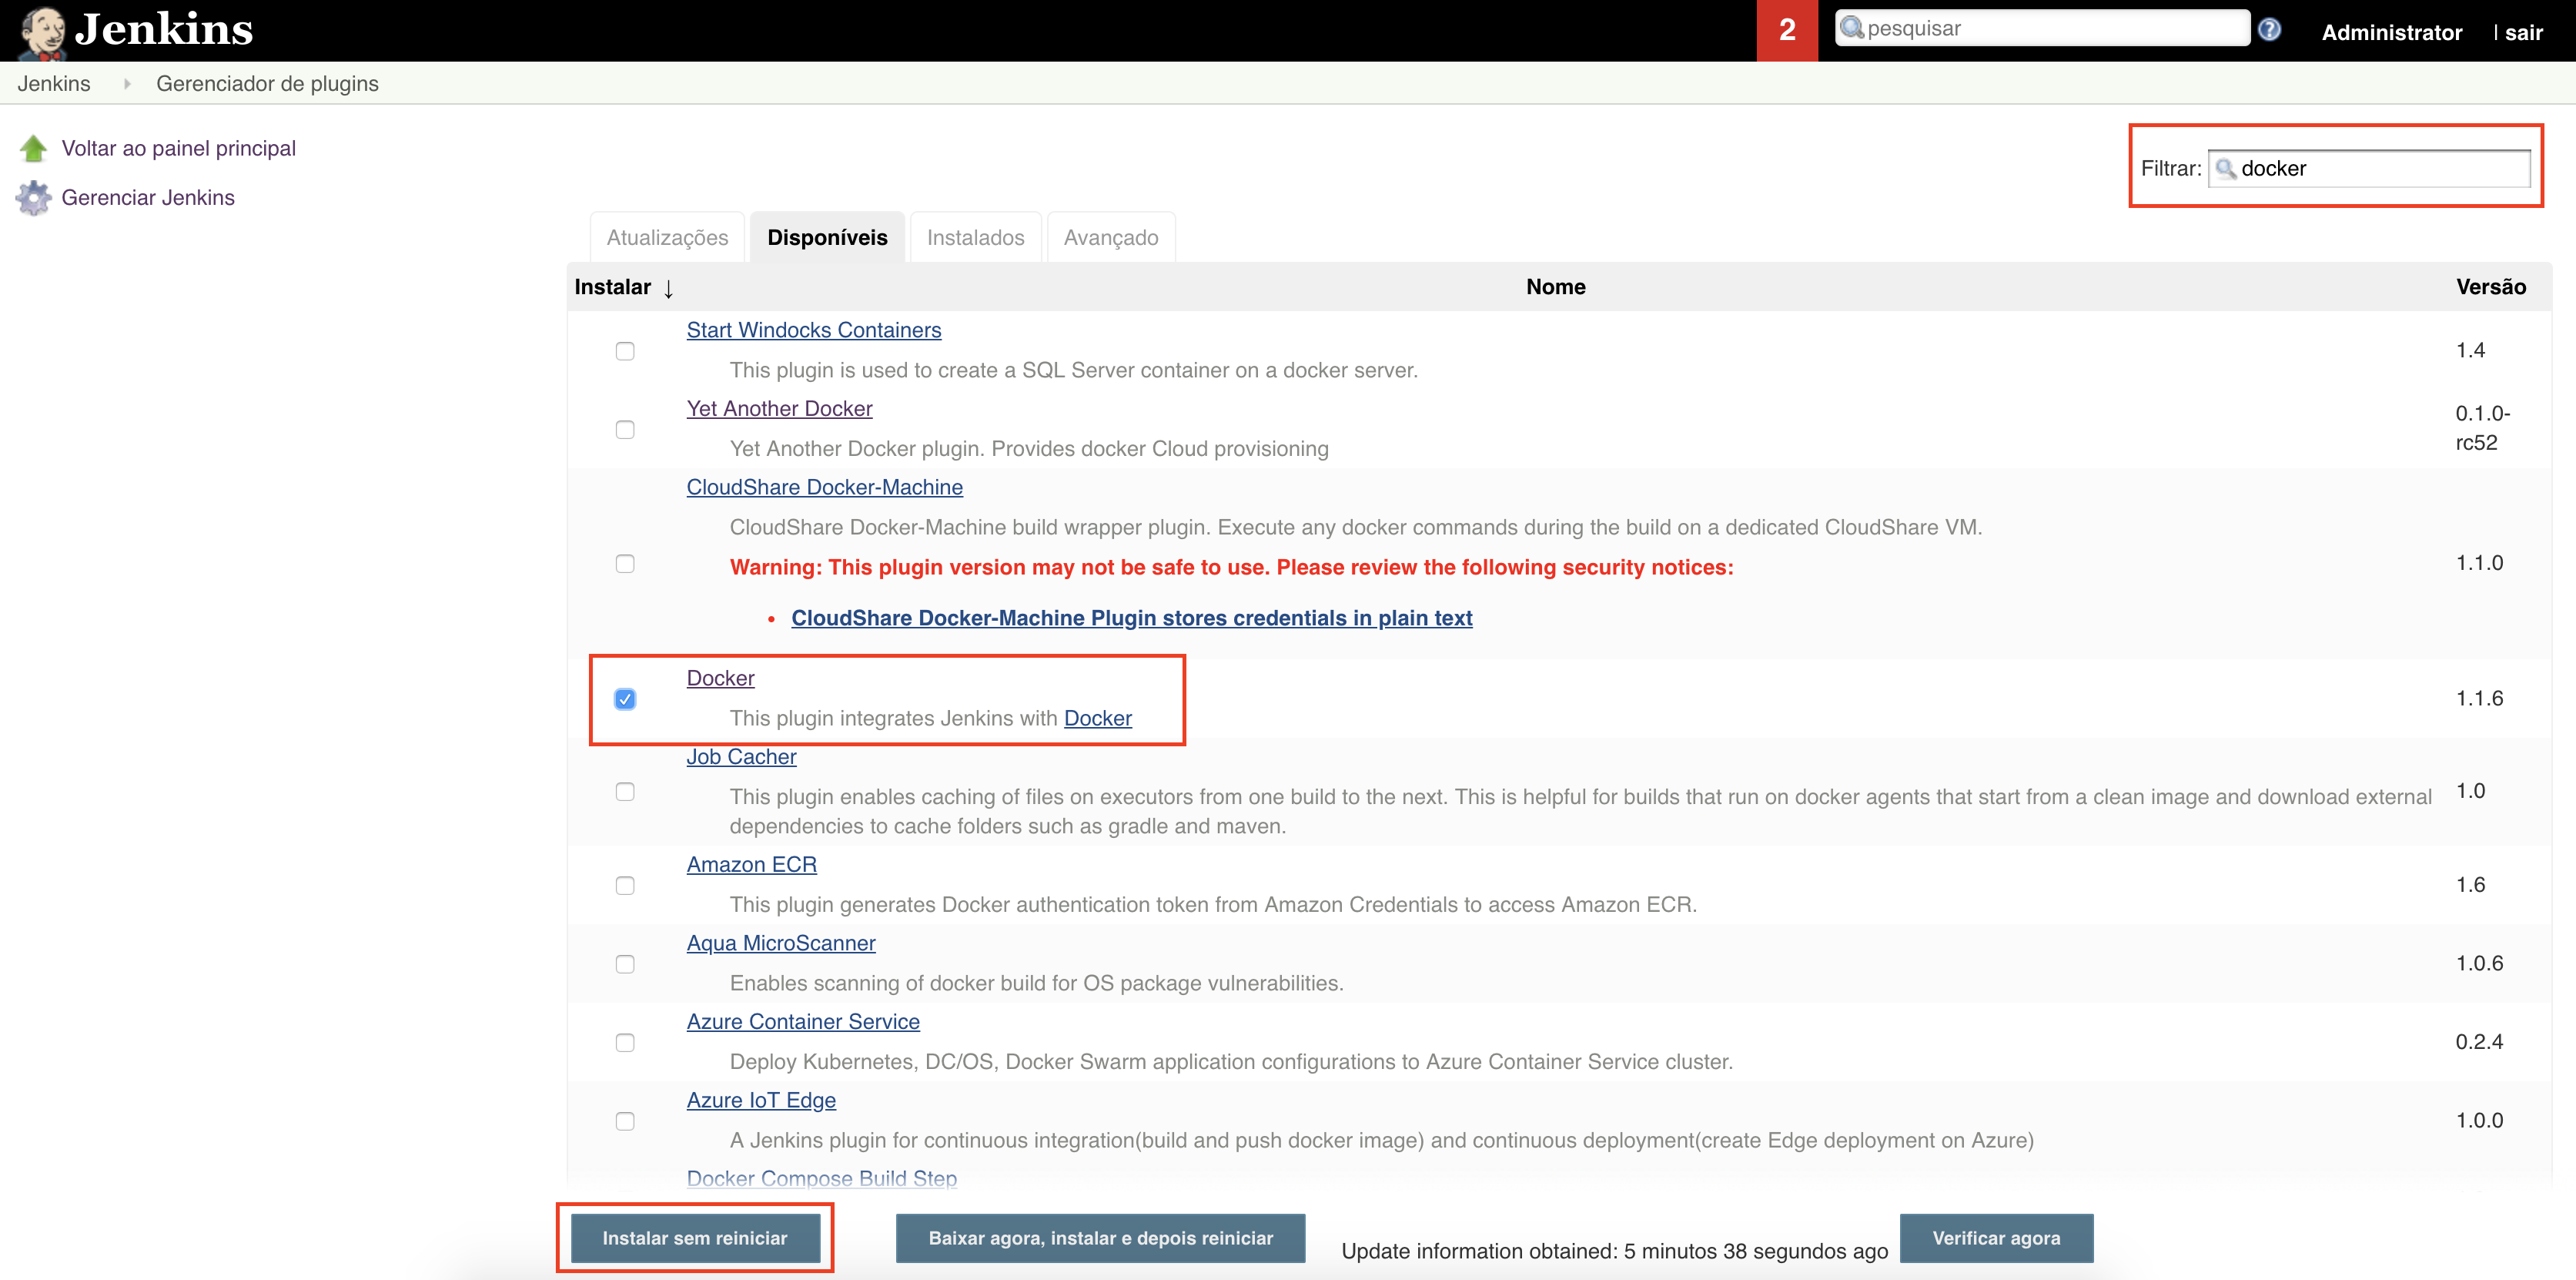 Jenkins
2
pesquisar
Administrator
| sair
Jenkins
Gerenciador de plugins
Voltar ao painel principal
Gerenciar Jenkins
Filtrar: docker
Atualizações
Disponíveis
Instalados
Avançado
Instalar ↓
Nome
Versão
Start Windocks Containers
This plugin is used to create a SQL Server container on a docker server.
1.4
Yet Another Docker
Yet Another Docker plugin. Provides docker Cloud provisioning
0.1.0-
rc52
CloudShare Docker-Machine
CloudShare Docker-Machine build wrapper plugin. Execute any docker commands during the build on a dedicated CloudShare VM.
Warning: This plugin version may not be safe to use. Please review the following security notices:
• CloudShare Docker-Machine Plugin stores credentials in plain text
1.1.0
Docker
This plugin integrates Jenkins with Docker
1.1.6
Job Cacher
This plugin enables caching of files on executors from one build to the next. This is helpful for builds that run on docker agents that start from a clean image and download external
dependencies to cache folders such as gradle and maven.
1.0
Amazon ECR
This plugin generates Docker authentication token from Amazon Credentials to access Amazon ECR.
1.6
Aqua MicroScanner
Enables scanning of docker build for OS package vulnerabilities.
1.0.6
Azure Container Service
Deploy Kubernetes, DC/OS, Docker Swarm application configurations to Azure Container Service cluster.
0.2.4
Azure IoT Edge
A Jenkins plugin for continuous integration(build and push docker image) and continuous deployment(create Edge deployment on Azure)
1.0.0
Docker Compose Build Step
Instalar sem reiniciar
Baixar agora, instalar e depois reiniciar
Update information obtained: 5 minutos 38 segundos ago
Verificar agora